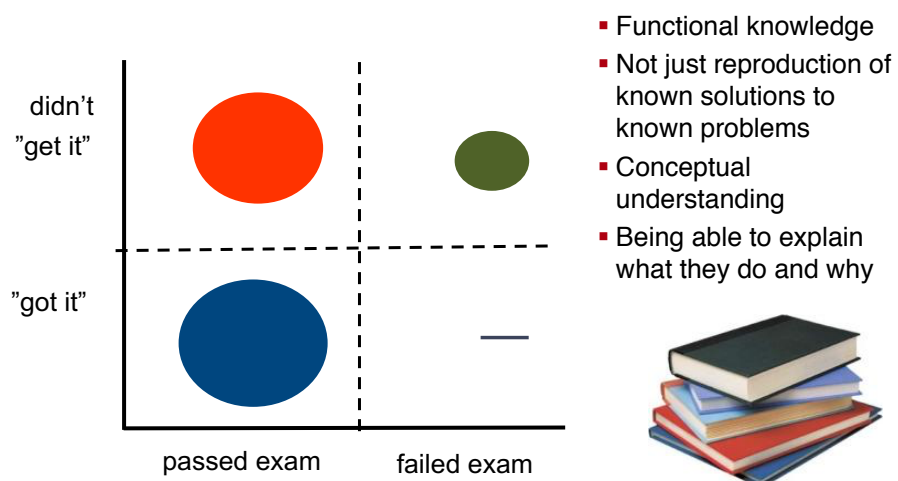 didn't
"get it"
"got it"
passed exam
failed exam
▪ Functional knowledge
▪ Not just reproduction of
known solutions to
known problems
▪ Conceptual
understanding
▪ Being able to explain
what they do and why